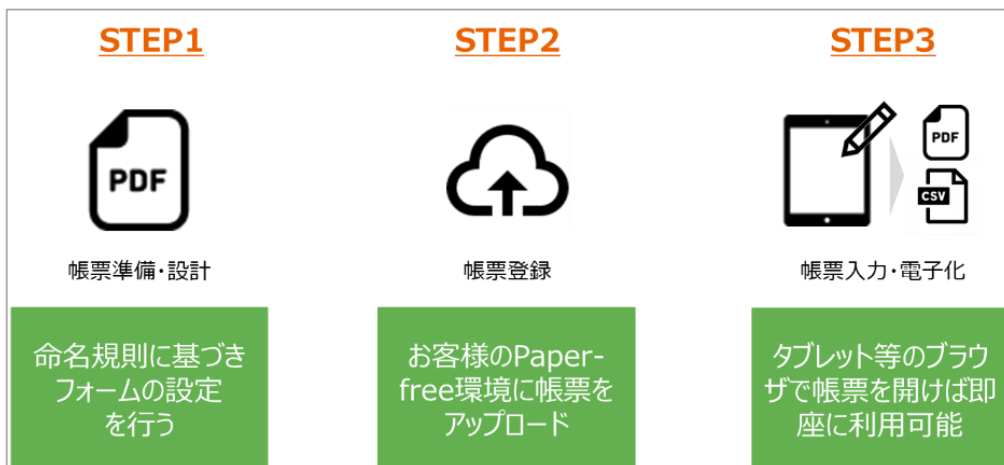 STEP1
PDF
帳票準備・設計
命名規則に基づき
フォームの設定
を行う
STEP2
帳票登録
お客様のPaper-
free環境に帳票を
アップロード
STEP3
PDF
CSV
帳票入力・電子化
タブレット等のブラウ
ザで帳票を開けば即
座に利用可能